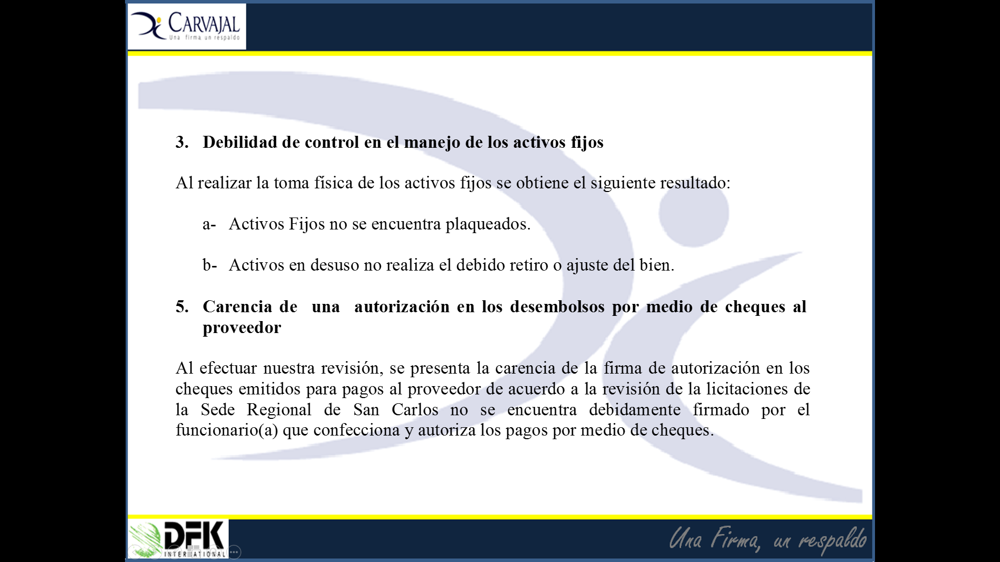 CARVAJAL
Una firma, un respaldo
3. Debilidad de control en el manejo de los activos fijos
Al realizar la toma física de los activos fijos se obtiene el siguiente resultado:
a- Activos Fijos no se encuentra plaqueados.
b- Activos en desuso no realiza el debido retiro o ajuste del bien.
5. Carencia de una autorización en los desembolsos por medio de cheques al
proveedor
Al efectuar nuestra revisión, se presenta la carencia de la firma de autorización en los
cheques emitidos para pagos al proveedor de acuerdo a la revisión de la licitaciones de
la Sede Regional de San Carlos no se encuentra debidamente firmado por el
funcionario(a) que confecciona y autoriza los pagos por medio de cheques.
DFK
INTERNATIONAL
Una Firma, un respaldo